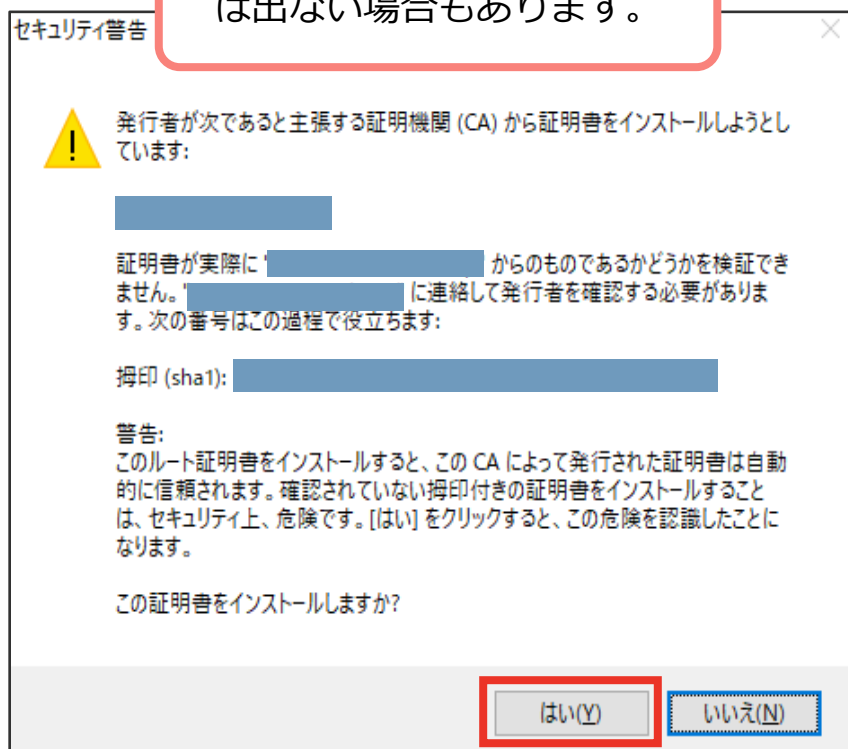 は出ない場合もあります。
セキュリティ警告
発行者が次であると主張する証明機関 (CA) から証明書をインストールしようとし
ています:
証明書が実際に ' ' からのものであるかどうかを検証でき
ません。' に連絡して発行者を確認する必要がありま
す。次の番号はこの過程で役立ちます:
拇印 (sha1):
警告:
このルート証明書をインストールすると、この CA によって発行された証明書は自動
的に信頼されます。確認されていない拇印付きの証明書をインストールすること
は、セキュリティ上、危険です。[はい] をクリックすると、この危険を認識したことに
なります。
この証明書をインストールしますか?
はい(Y)
いいえ(N)